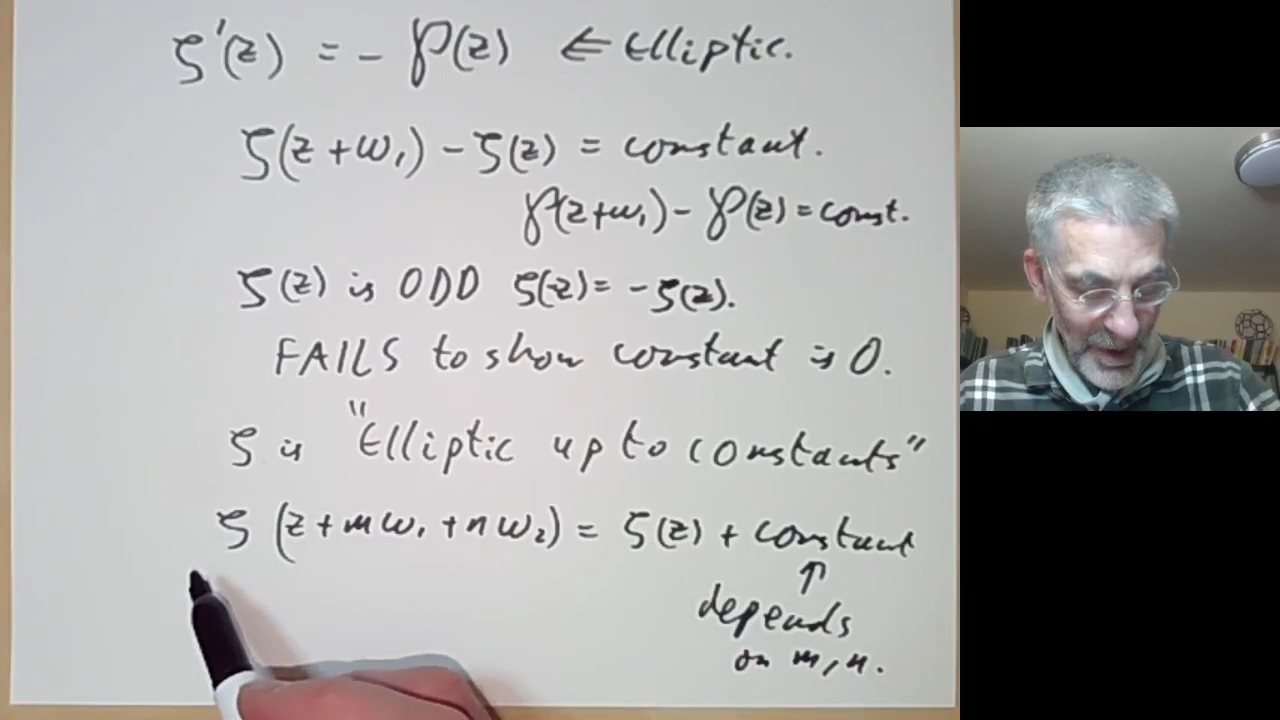 ζ'(z) = - ℘(z) ⇐ Elliptic.
ζ(z+ω₁) - ζ(z) = constant.
℘(z+ω₁) - ℘(z) = const.
ζ(z) is ODD ζ(-z) = -ζ(z).
FAILS to show constant is 0.
ζ is "Elliptic up to constants"
ζ (z + mω₁ + nω₂) = ζ(z) + constant
↑
depends
on m, n.